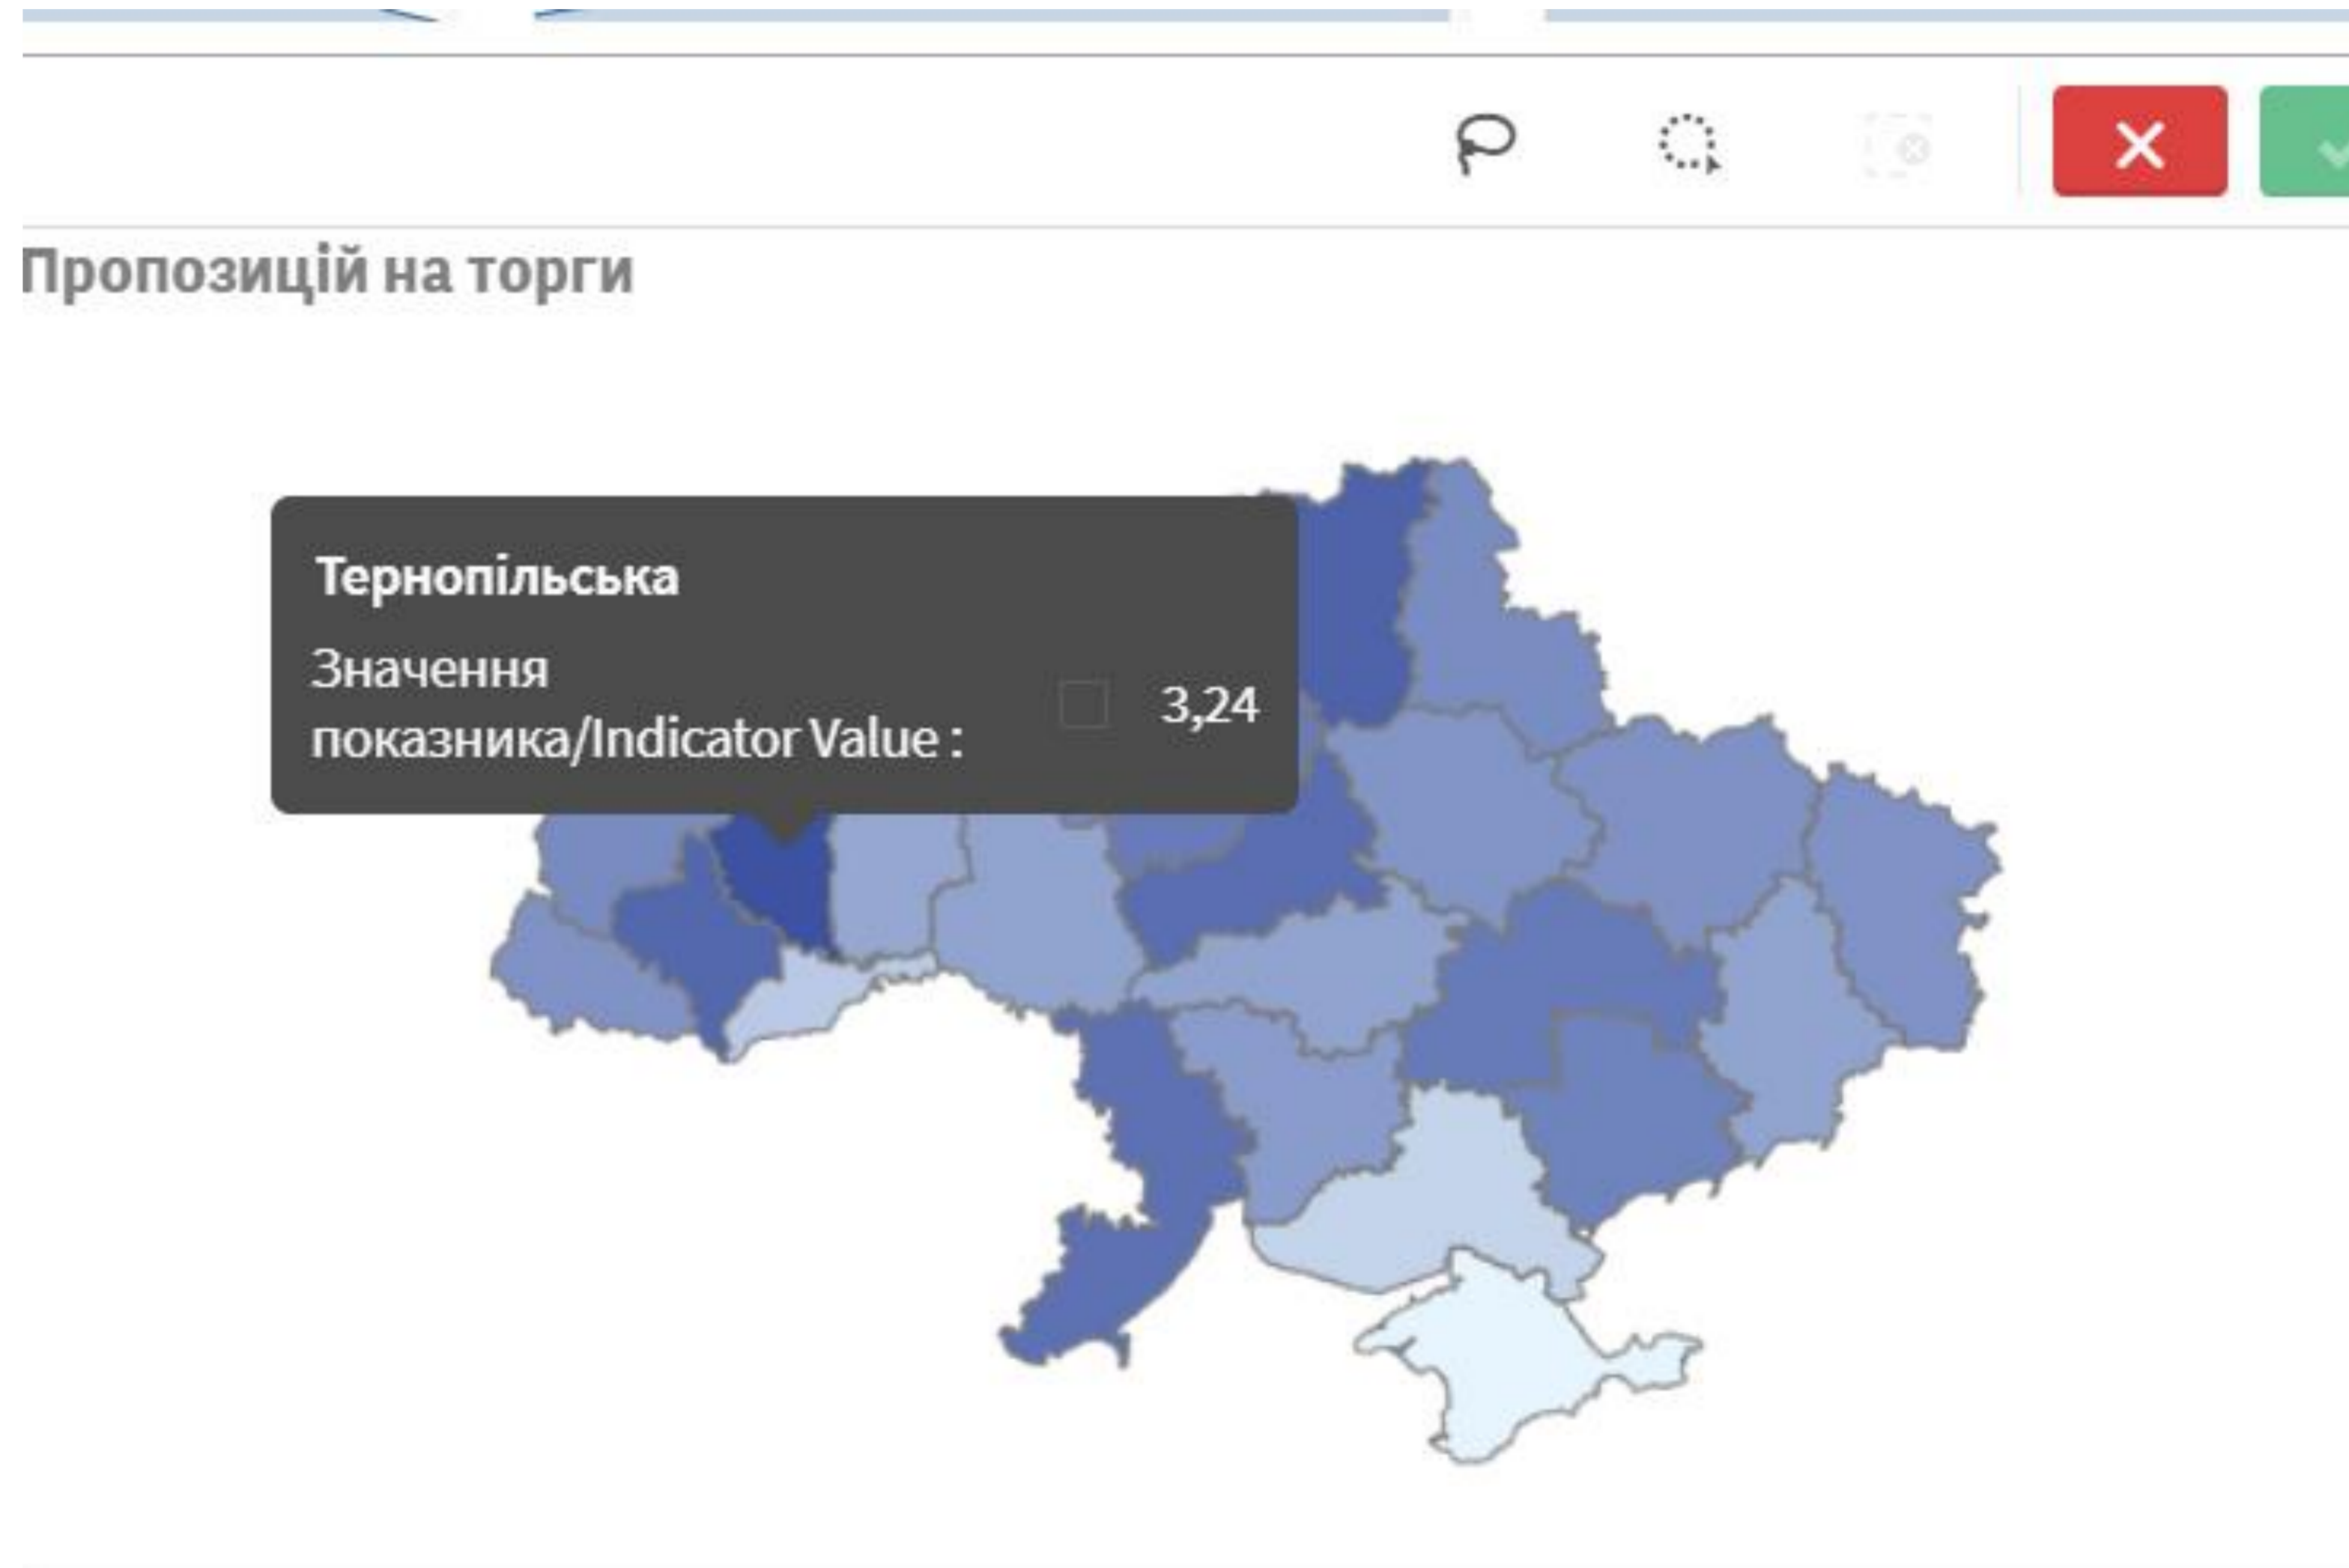 Пропозицій на торги
Тернопільська
Значення
показника/Indicator Value :
3,24